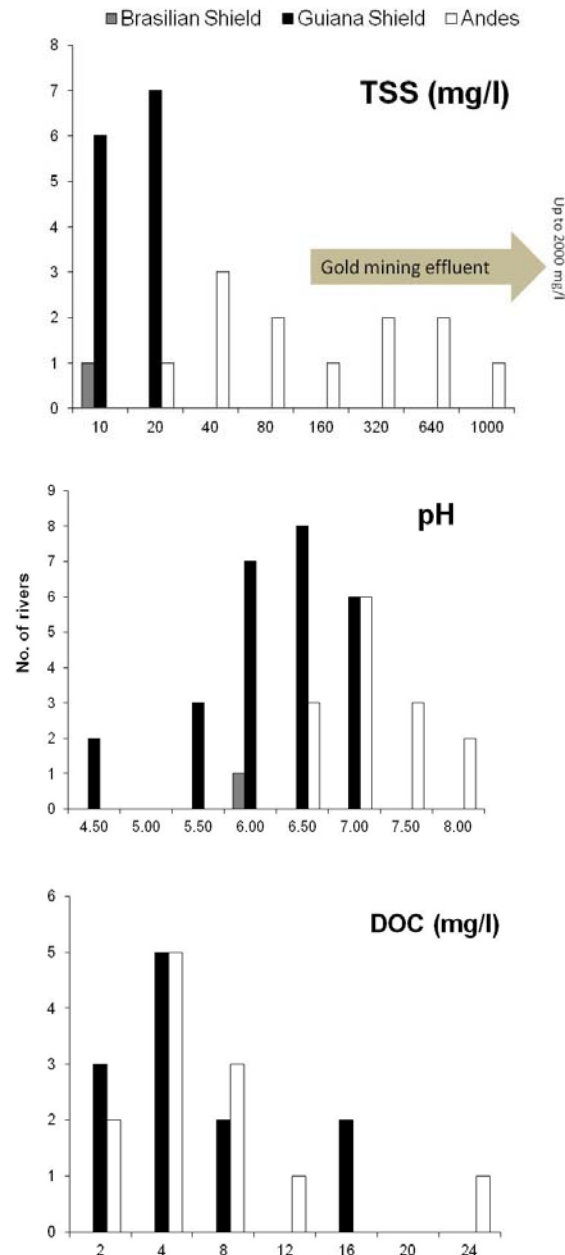 Brasilian Shield Guiana Shield Andes
TSS (mg/l)
8
7
6
5
4
3
2
1
0
Gold mining effluent
Up to 2000 mg/l
10 20 40 80 160 320 640 1000
pH
No. of rivers
9
8
7
6
5
4
3
2
1
0
4.50 5.00 5.50 6.00 6.50 7.00 7.50 8.00
DOC (mg/l)
6
5
4
3
2
1
0
2 4 8 12 16 20 24